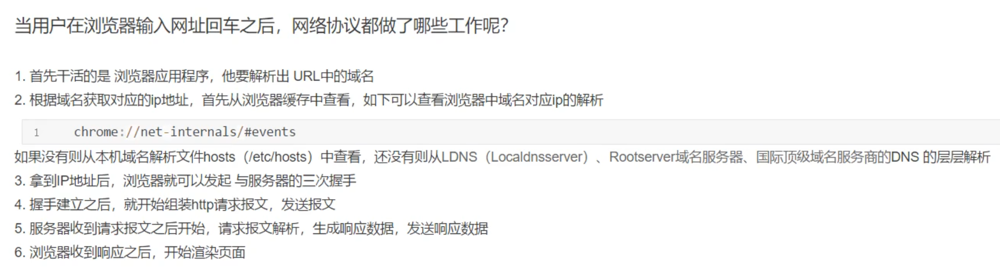 当用户在浏览器输入网址回车之后，网络协议都做了哪些工作呢？
1. 首先干活的是 浏览器应用程序，他要解析出 URL中的域名
2. 根据域名获取对应的ip地址，首先从浏览器缓存中查看，如下可以查看浏览器中域名对应ip的解析
1 chrome://net-internals/#events
如果没有则从本机域名解析文件hosts（/etc/hosts）中查看，还没有则从LDNS（Localdnsserver）、Rootserver域名服务器、国际顶级域名服务商的DNS 的层层解析
3. 拿到IP地址后，浏览器就可以发起 与服务器的三次握手
4. 握手建立之后，就开始组装http请求报文，发送报文
5. 服务器收到请求报文之后开始，请求报文解析，生成响应数据，发送响应数据
6. 浏览器收到响应之后，开始渲染页面